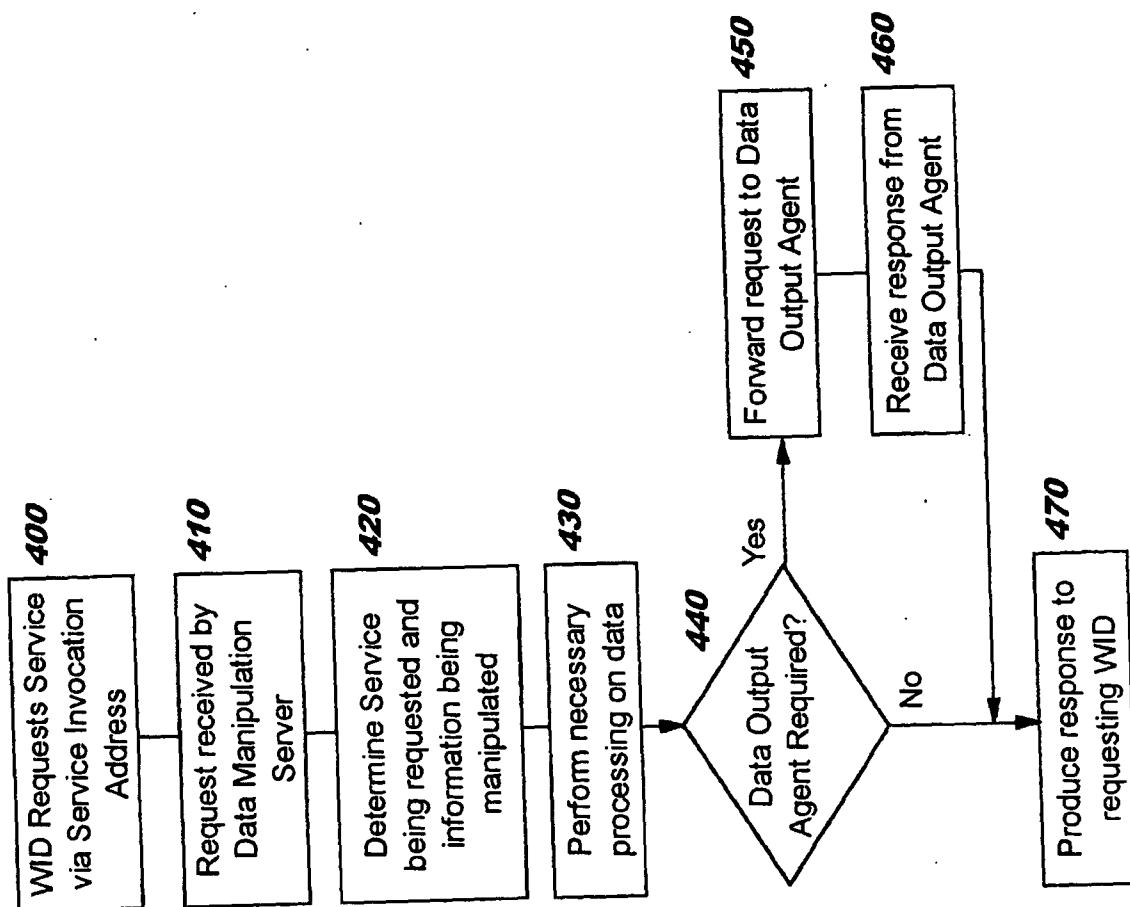 400
WID Requests Service
via Service Invocation
Address
410
Request received by
Data Manipulation
Server
420
Determine Service
being requested and
information being
manipulated
430
Perform necessary
processing on data
440
Data Output
Agent Required?
Yes
No
450
Forward request to Data
Output Agent
460
Receive response from
Data Output Agent
470
Produce response to
requesting WID